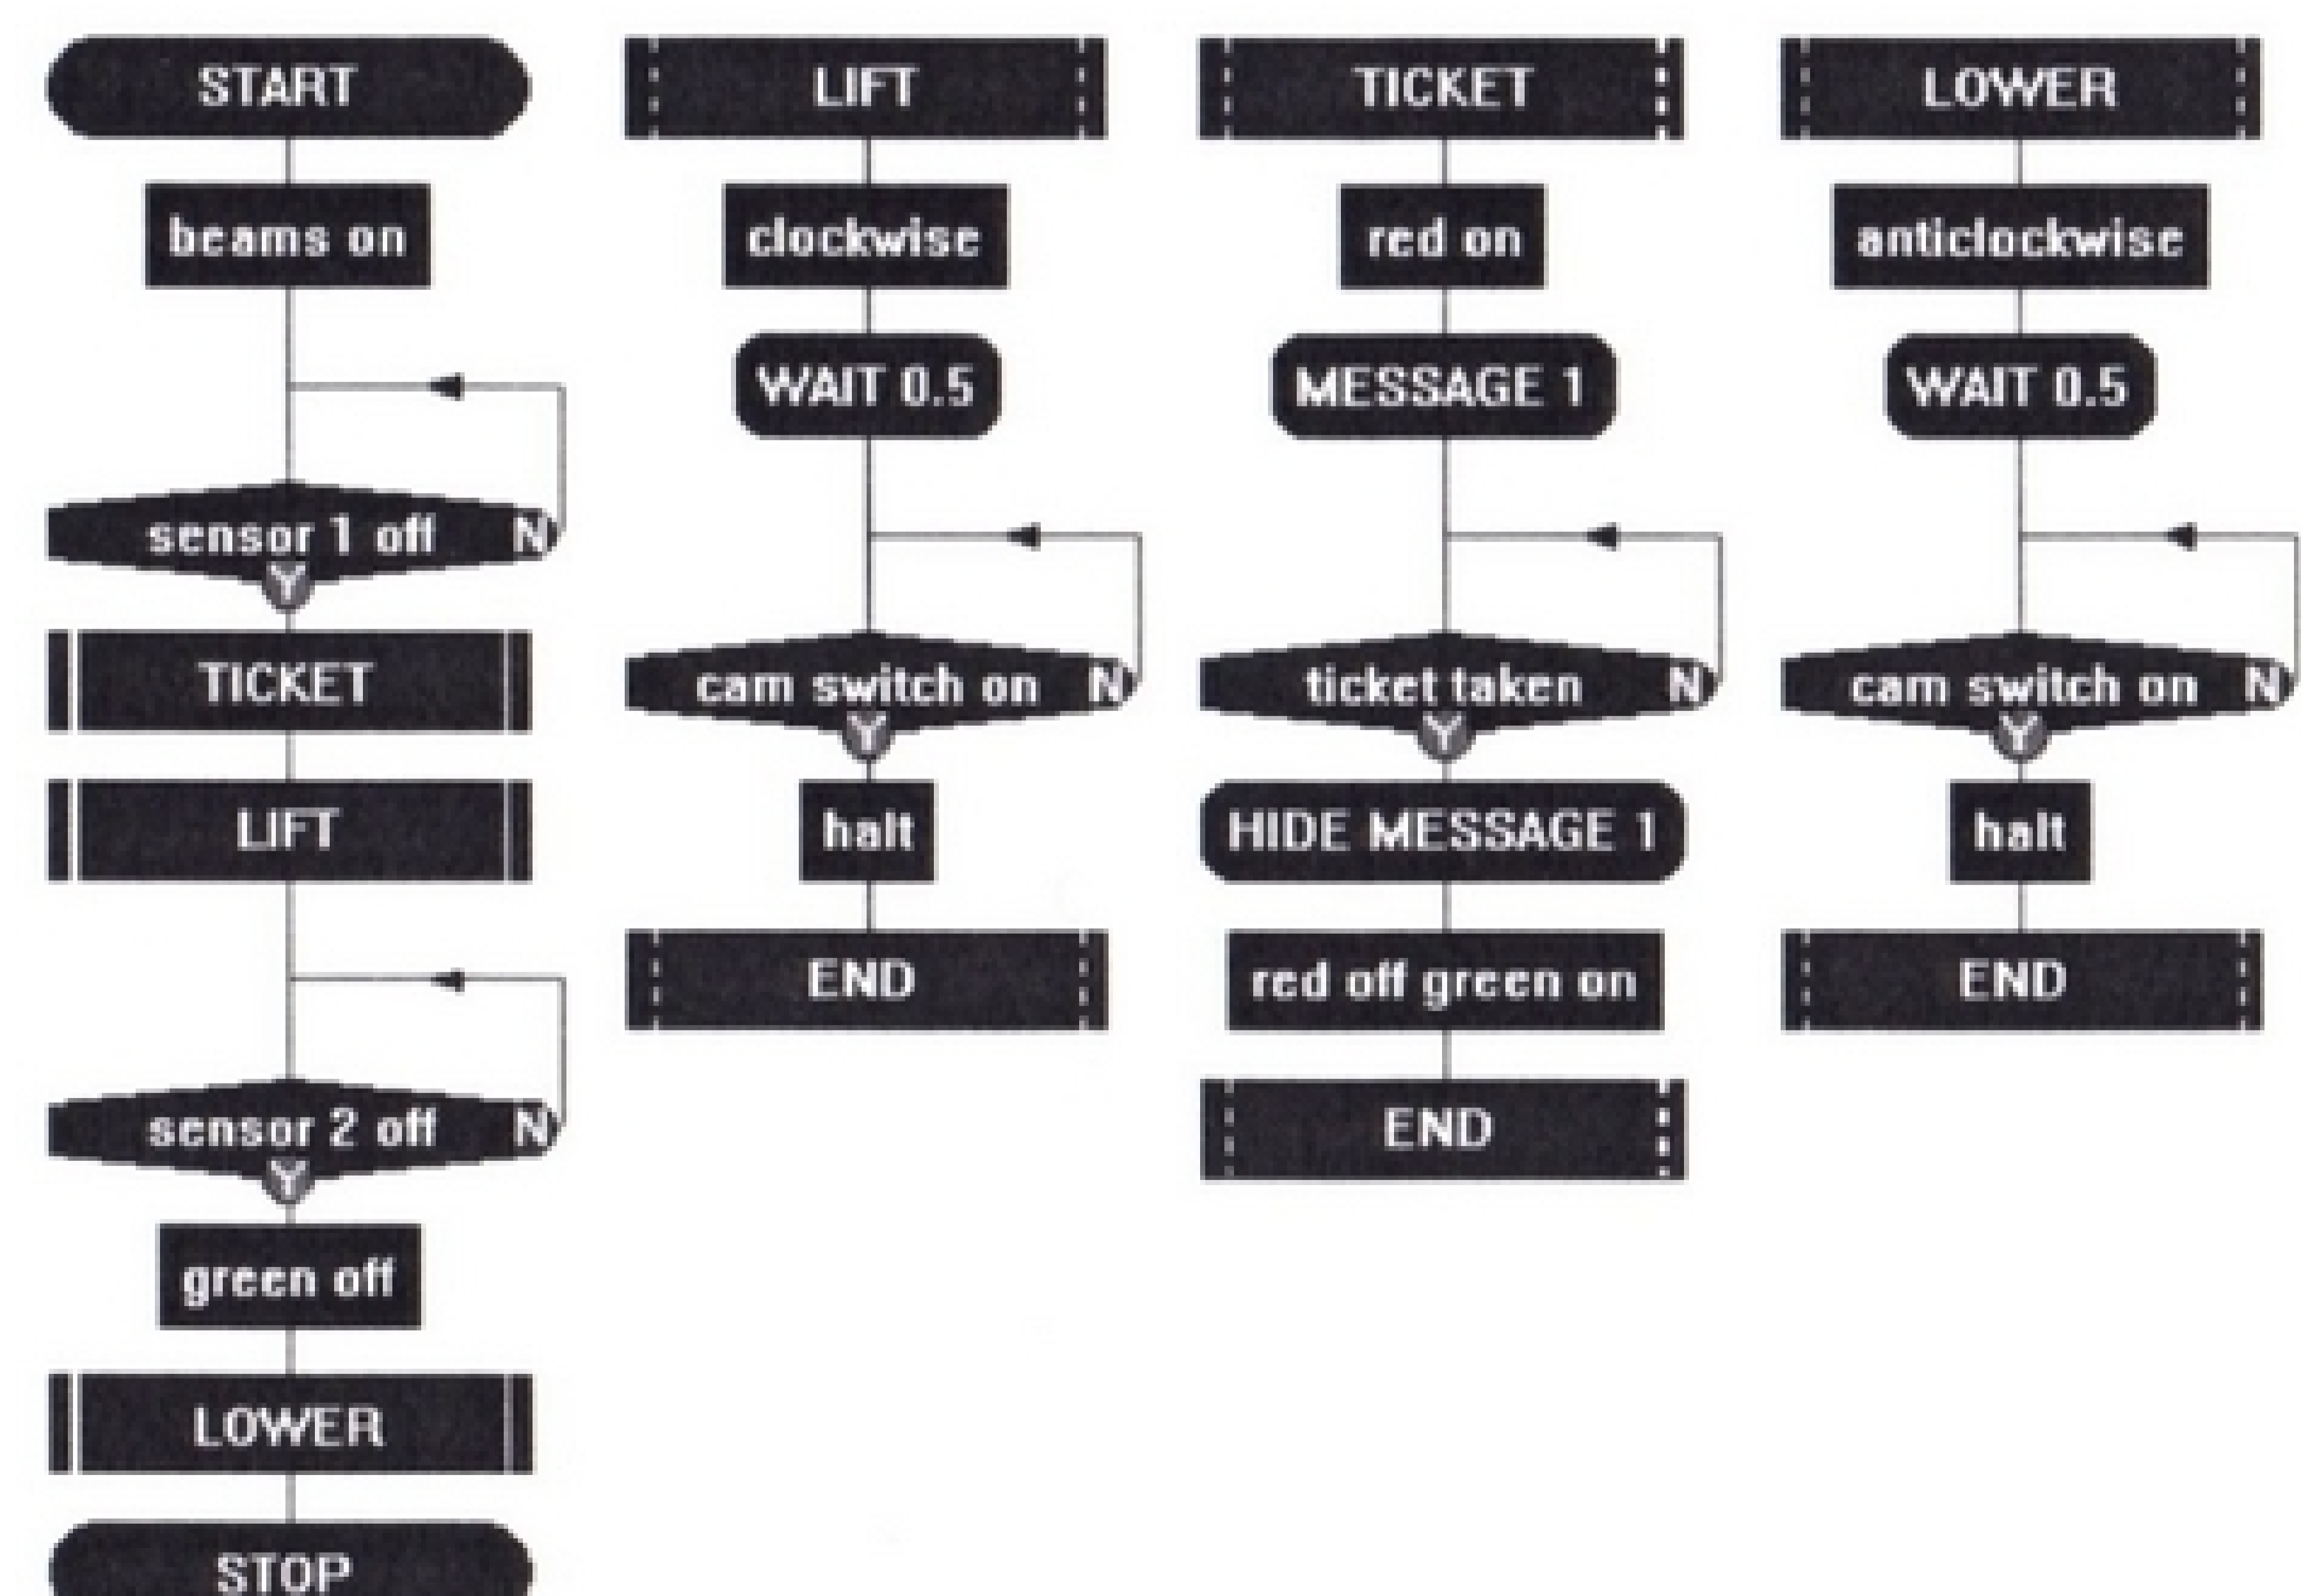 START
beams on
sensor 1 off N
Y
TICKET
LIFT
sensor 2 off N
Y
green off
LOWER
STOP
LIFT
clockwise
WAIT 0.5
cam switch on N
Y
halt
END
TICKET
red on
MESSAGE 1
ticket taken N
Y
HIDE MESSAGE 1
red off green on
END
LOWER
anticlockwise
WAIT 0.5
cam switch on N
Y
halt
END